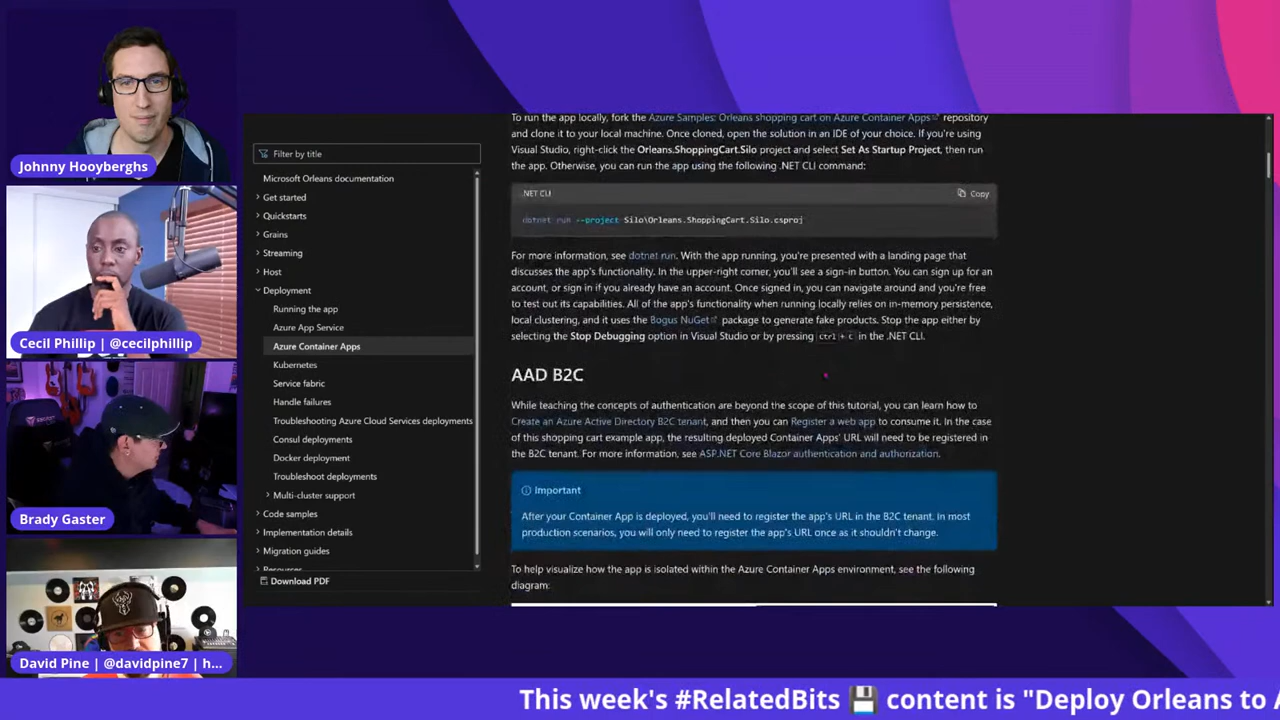 Johnny Hooyberghs
Cecil Phillip | @cecilphillip
Brady Gaster
David Pine | @davidpine7 | h...
Filter by title
Microsoft Orleans documentation
Get started
Quickstarts
Grains
Streaming
Host
Deployment
Running the app
Azure App Service
Azure Container Apps
Kubernetes
Service fabric
Handle failures
Troubleshooting Azure Cloud Services deployments
Consul deployments
Docker deployment
Troubleshoot deployments
Multi-cluster support
Code samples
Implementation details
Migration guides
Resources
Download PDF
To run the app locally, fork the Azure Samples: Orleans shopping cart on Azure Container Apps repository
and clone it to your local machine. Once cloned, open the solution in an IDE of your choice. If you're using
Visual Studio, right-click the Orleans.ShoppingCart.Silo project and select Set As Startup Project, then run
the app. Otherwise, you can run the app using the following .NET CLI command:
.NET CLI
Copy
dotnet run --project Silo\Orleans.ShoppingCart.Silo.csproj
For more information, see dotnet run. With the app running, you're presented with a landing page that
discusses the app's functionality. In the upper-right corner, you'll see a sign-in button. You can sign up for an
account, or sign in if you already have an account. Once signed in, you can navigate around and you're free
to test out its capabilities. All of the app's functionality when running locally relies on in-memory persistence,
local clustering, and it uses the Bogus NuGet package to generate fake products. Stop the app either by
selecting the Stop Debugging option in Visual Studio or by pressing Ctrl + C in the .NET CLI.
AAD B2C
While teaching the concepts of authentication are beyond the scope of this tutorial, you can learn how to
Create an Azure Active Directory B2C tenant, and then you can Register a web app to consume it. In the case
of this shopping cart example app, the resulting deployed Container Apps' URL will need to be registered in
the B2C tenant. For more information, see ASP.NET Core Blazor authentication and authorization.
Important
After your Container App is deployed, you'll need to register the app's URL in the B2C tenant. In most
production scenarios, you will only need to register the app's URL once as it shouldn't change.
To help visualize how the app is isolated within the Azure Container Apps environment, see the following
diagram:
This week's #RelatedBits 💾 content is "Deploy Orleans to A